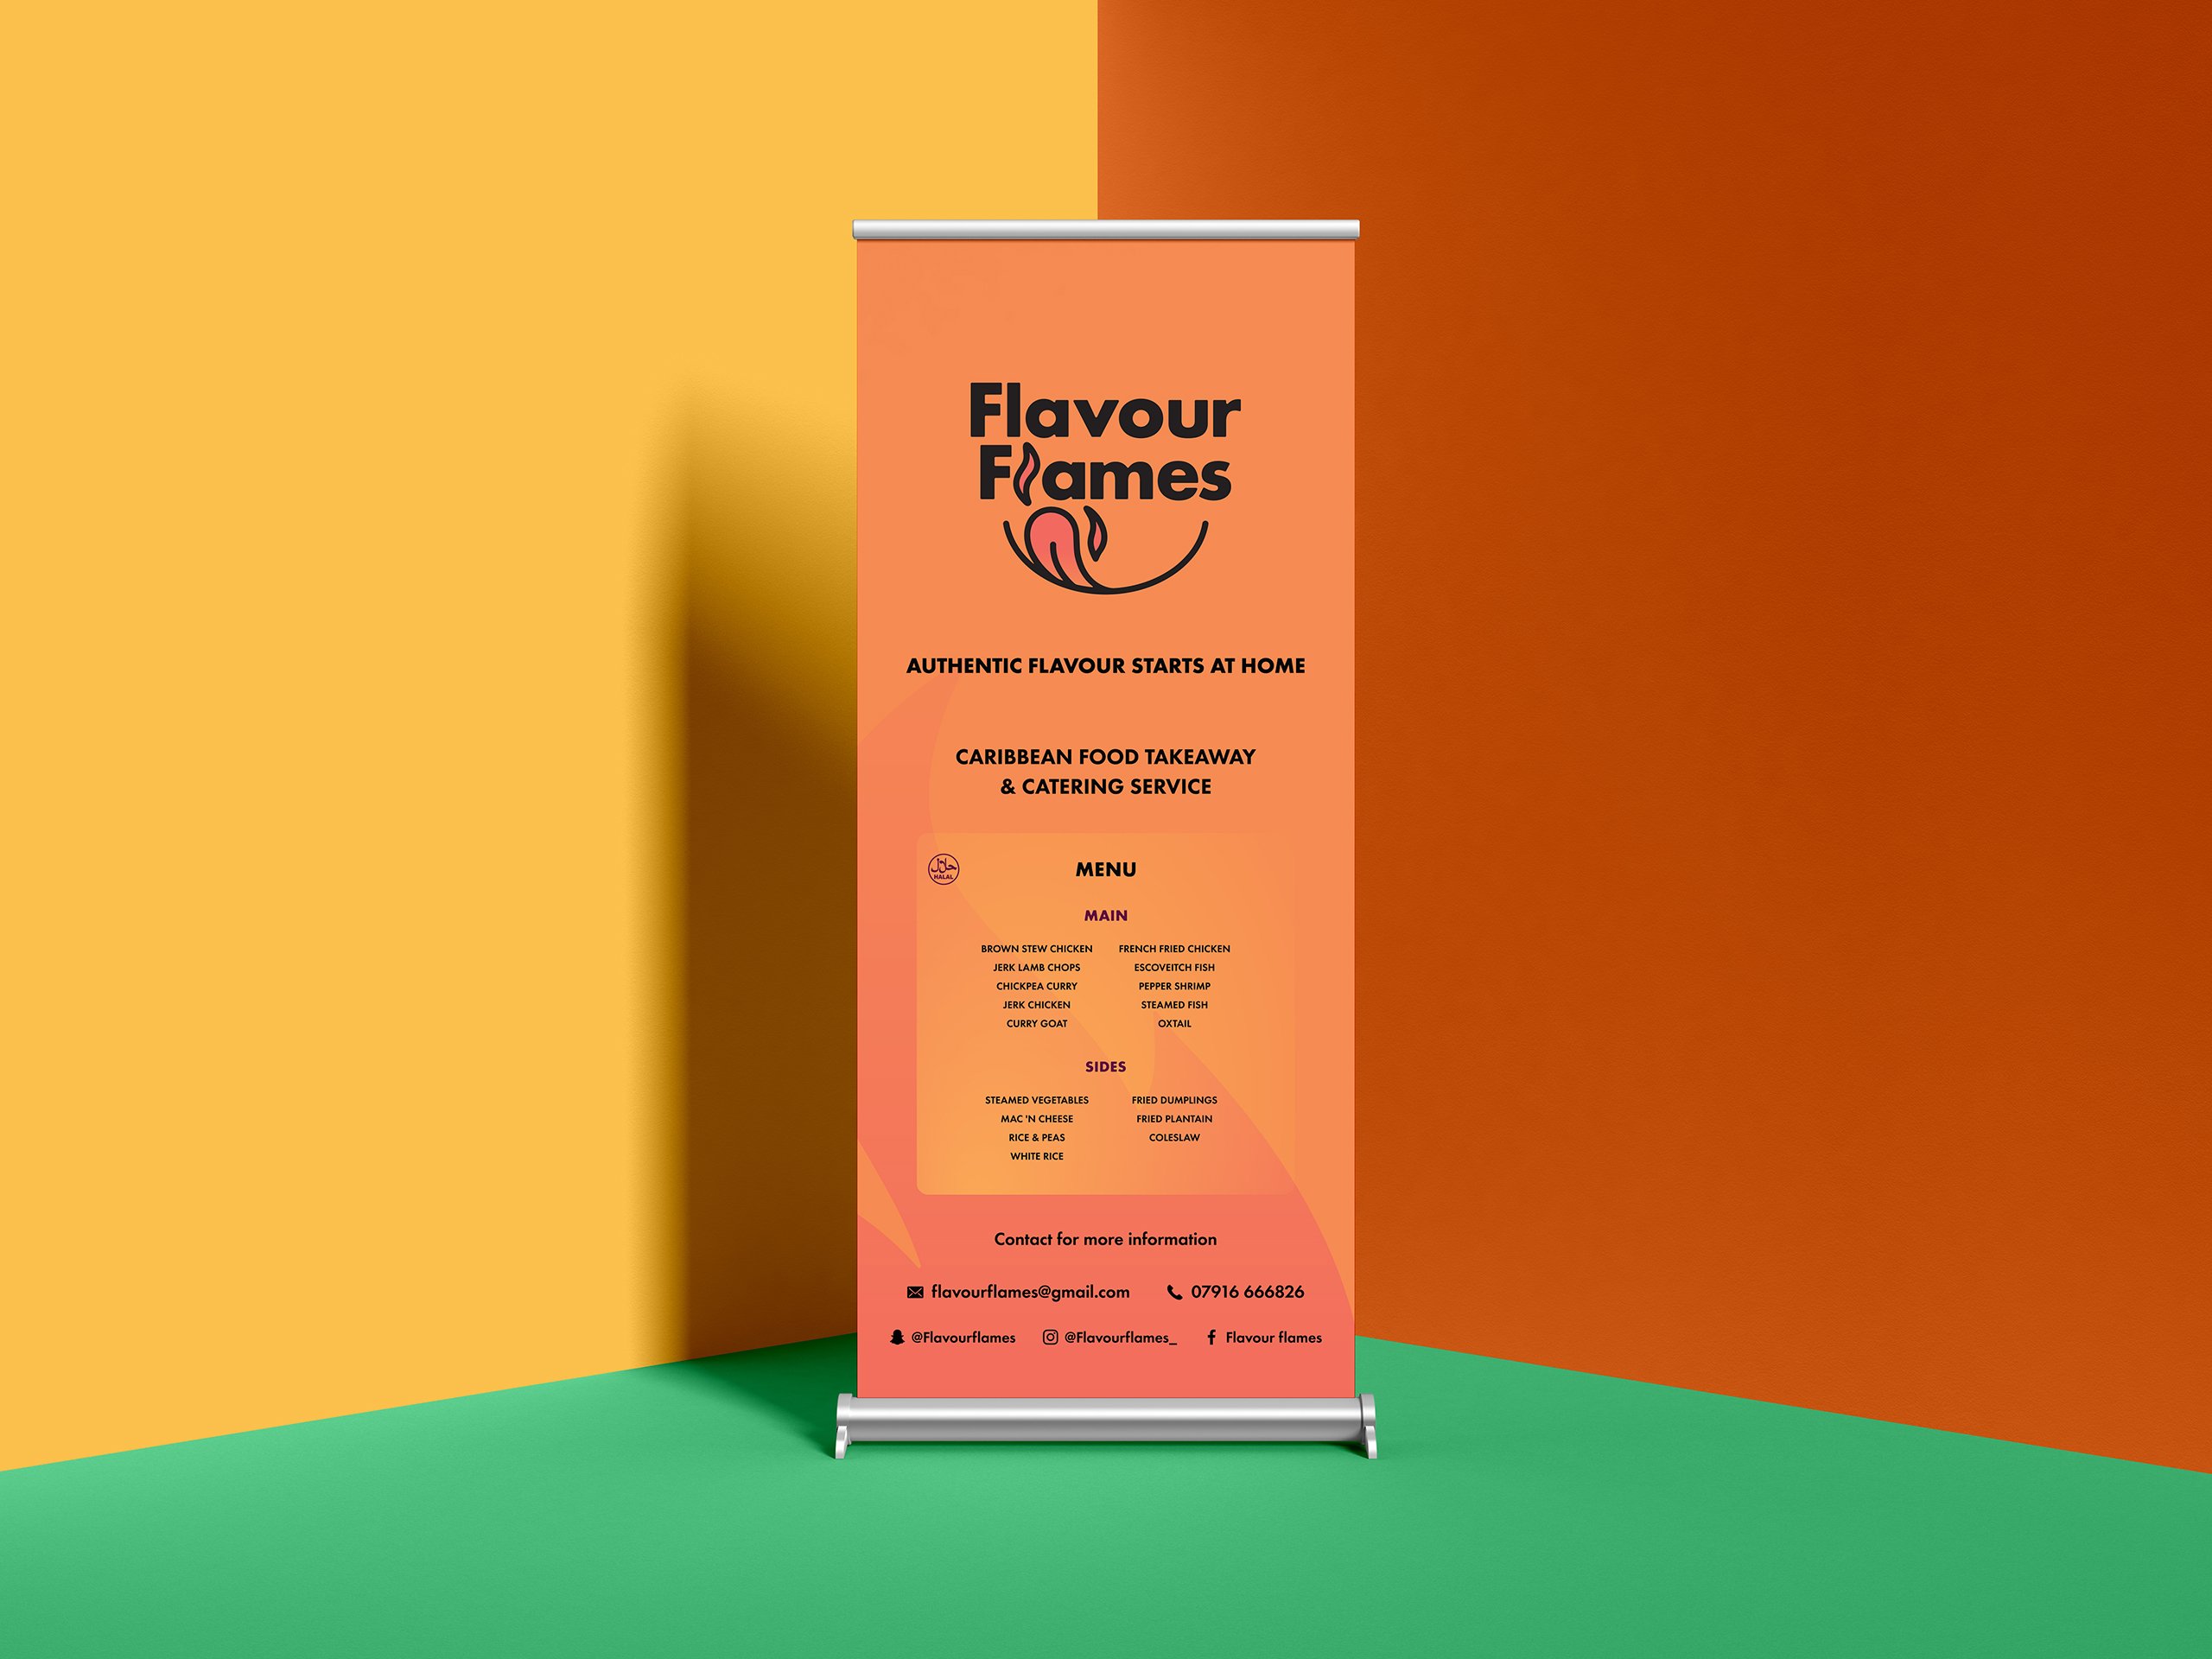 Flavour
Flames
AUTHENTIC FLAVOUR STARTS AT HOME
CARIBBEAN FOOD TAKEAWAY
& CATERING SERVICE
حلال
HALAL
MENU
MAIN
BROWN STEW CHICKEN
JERK LAMB CHOPS
CHICKPEA CURRY
JERK CHICKEN
CURRY GOAT
FRENCH FRIED CHICKEN
ESCOVEITCH FISH
PEPPER SHRIMP
STEAMED FISH
OXTAIL
SIDES
STEAMED VEGETABLES
MAC 'N CHEESE
RICE & PEAS
WHITE RICE
FRIED DUMPLINGS
FRIED PLANTAIN
COLESLAW
Contact for more information
flavourflames@gmail.com
07916 666826
@Flavourflames
@Flavourflames_
Flavour flames